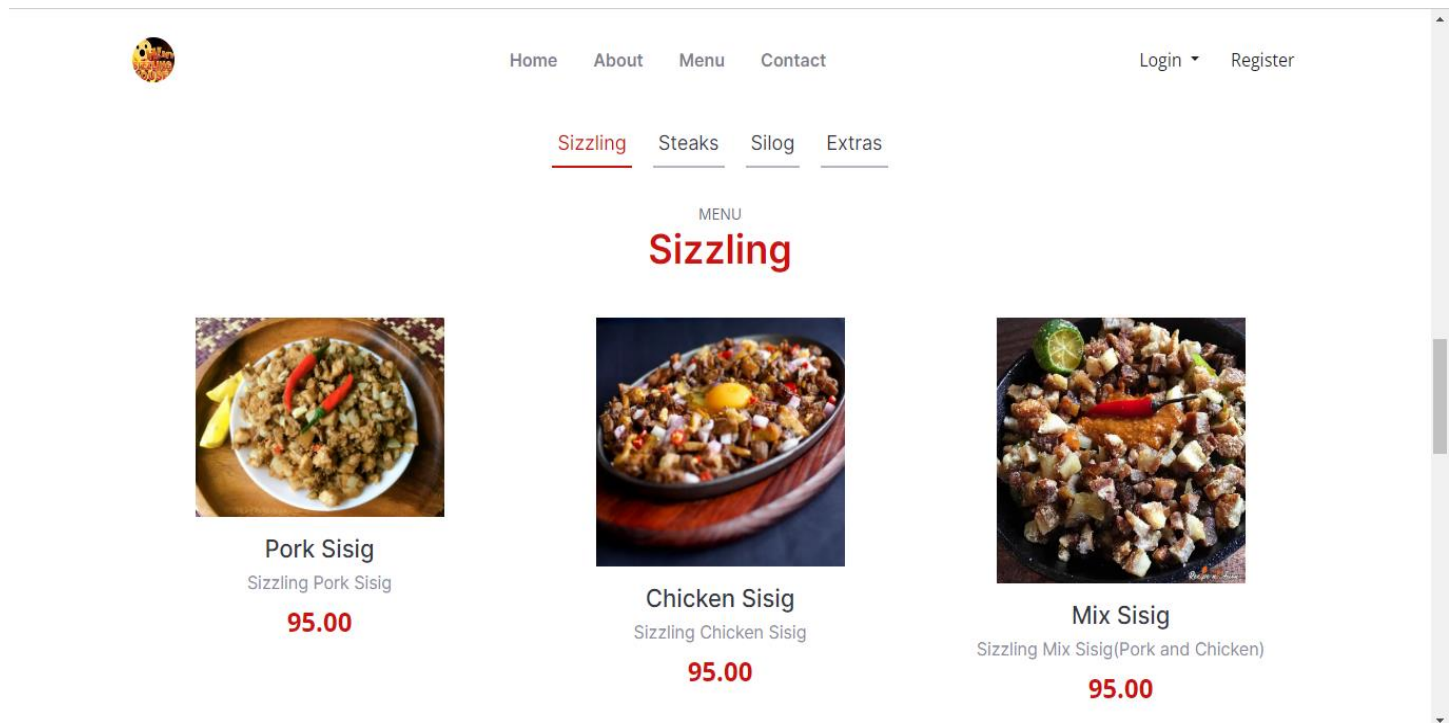 Home About Menu Contact Login Register
Sizzling Steaks Silog Extras
MENU
Sizzling
Pork Sisig
Sizzling Pork Sisig
95.00
Chicken Sisig
Sizzling Chicken Sisig
95.00
Mix Sisig
Sizzling Mix Sisig(Pork and Chicken)
95.00